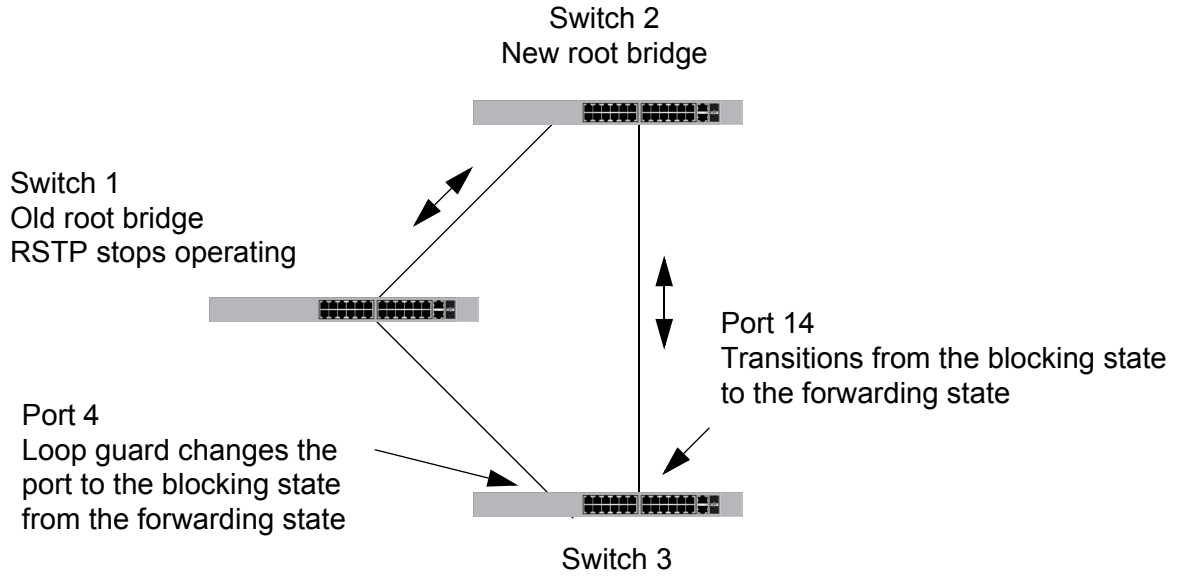 Switch 2
New root bridge
Switch 1
Old root bridge
RSTP stops operating
Port 14
Transitions from the blocking state
to the forwarding state
Port 4
Loop guard changes the
port to the blocking state
from the forwarding state
Switch 3